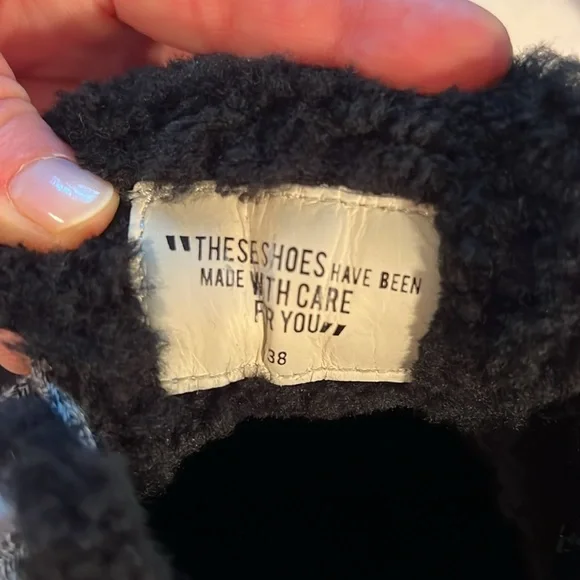 "THESE SHOES HAVE BEEN
MADE WITH CARE
FOR YOU"
38